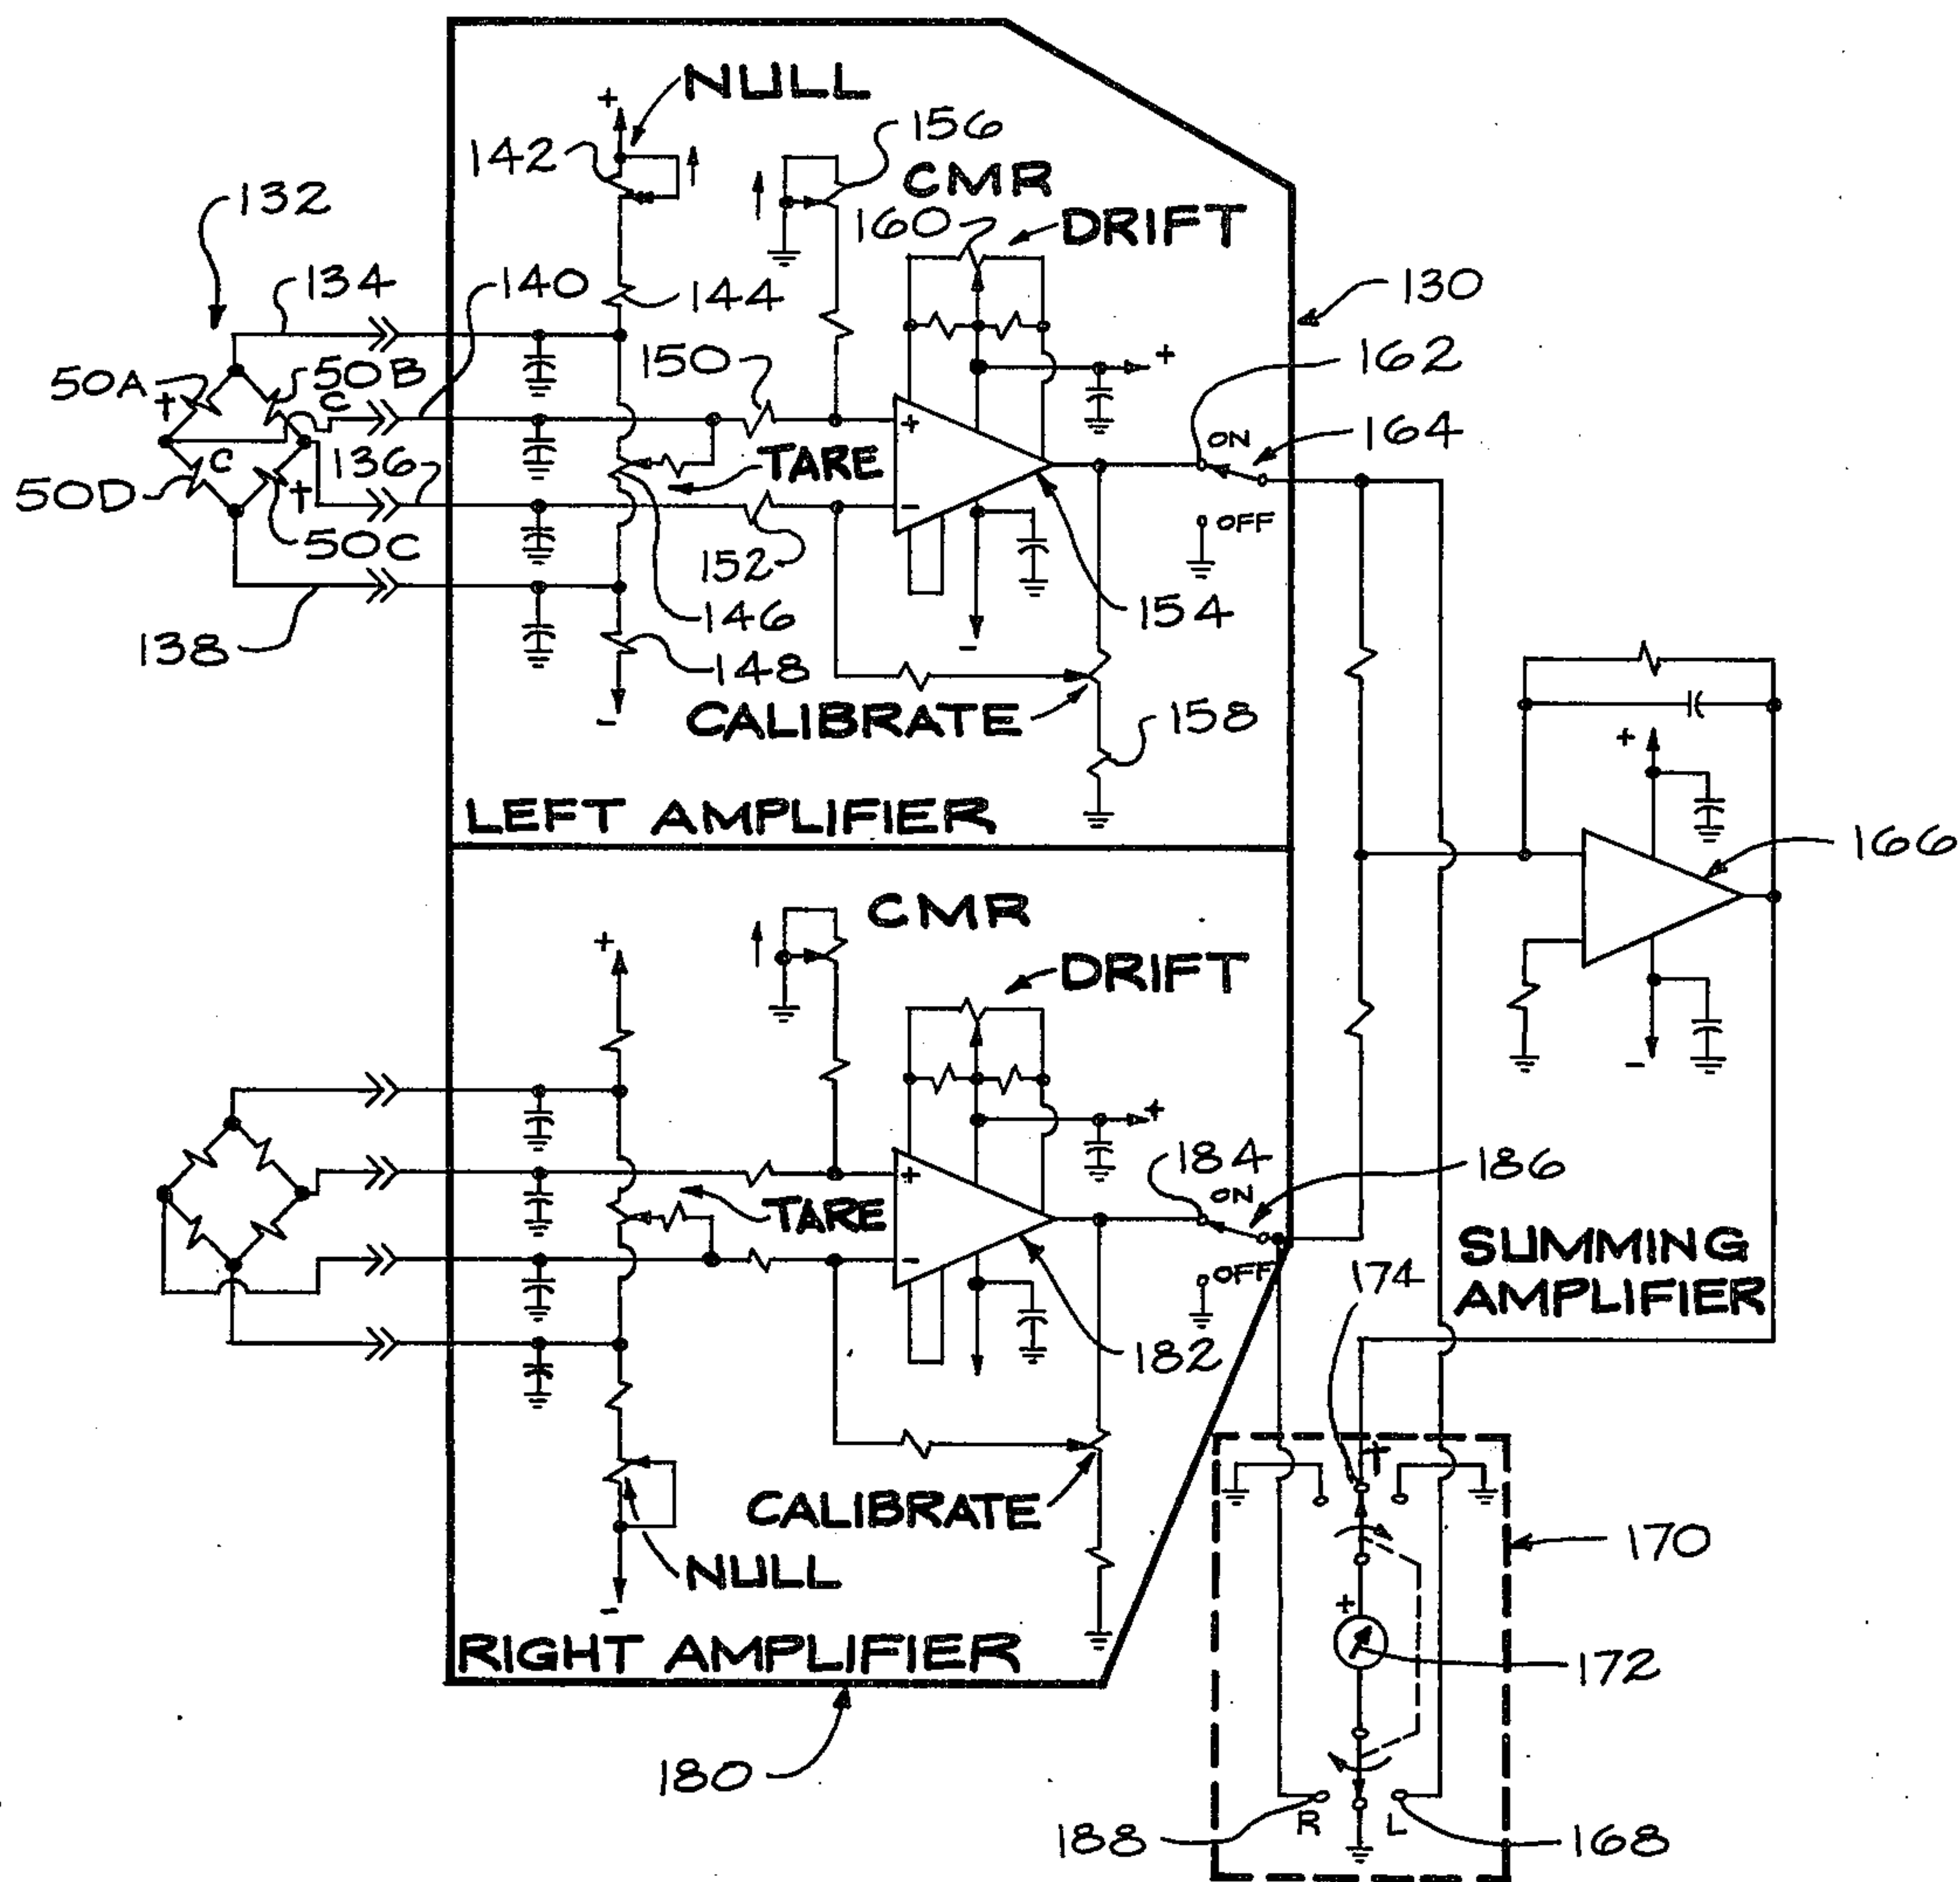 NULL
+
142
156
CMR
132
160
DRIFT
134
140
144
130
150
+
162
50A
50B
+
C
ON
164
136
TARE
C
+
-
50D
+
OFF
50C
152
146
154
138
148
-
-
CALIBRATE
158
+
LEFT AMPLIFIER
166
CMR
+
DRIFT
-
+
184
186
ON
+
TARE
SUMMING
AMPLIFIER
-
OFF
174
182
+
CALIBRATE
170
NULL
+
-
RIGHT AMPLIFIER
172
180
R
L
188
168